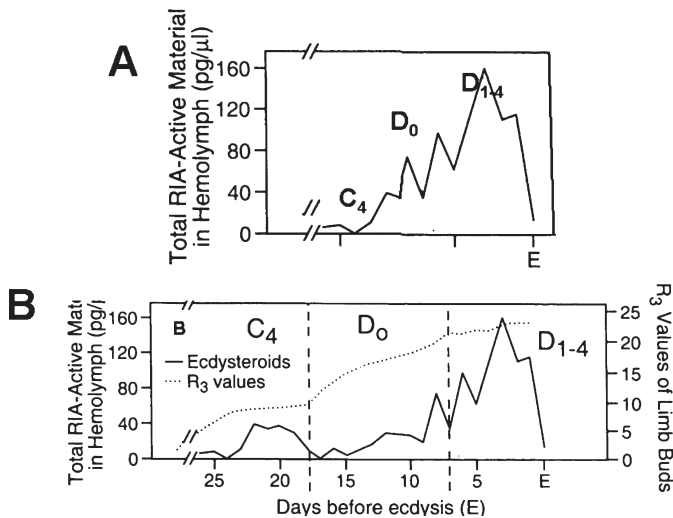 A
Total RIA-Active Material
in Hemolymph (pg/µl)
160
120
80
40
0
C4
D0
D1-4
E
B
Total RIA-Active Mate
in Hemolymph (pg/
160
120
80
40
0
B
C4
D0
D1-4
Ecdysteroids
R3 values
25
20
15
10
5
0
R3 Values of Limb Buds
25
20
15
10
5
E
Days before ecdysis (E)